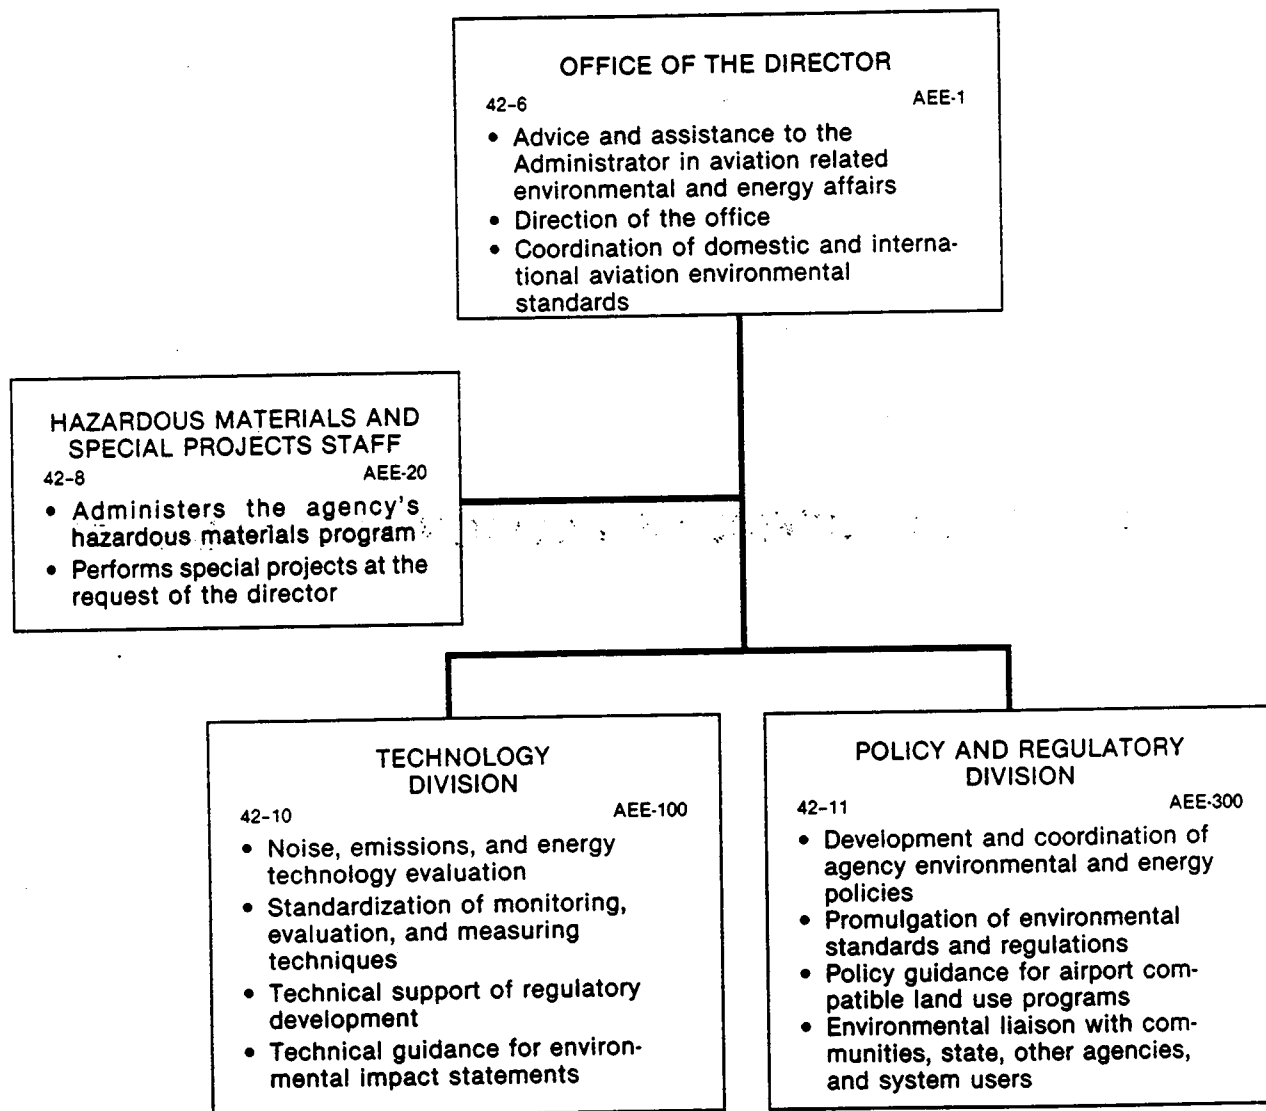 OFFICE OF THE DIRECTOR
42-6 AEE-1
• Advice and assistance to the
Administrator in aviation related
environmental and energy affairs
• Direction of the office
• Coordination of domestic and interna-
tional aviation environmental
standards
HAZARDOUS MATERIALS AND
SPECIAL PROJECTS STAFF
42-8 AEE-20
• Administers the agency's
hazardous materials program
• Performs special projects at the
request of the director
TECHNOLOGY
DIVISION
42-10 AEE-100
• Noise, emissions, and energy
technology evaluation
• Standardization of monitoring,
evaluation, and measuring
techniques
• Technical support of regulatory
development
• Technical guidance for environ-
mental impact statements
POLICY AND REGULATORY
DIVISION
42-11 AEE-300
• Development and coordination of
agency environmental and energy
policies
• Promulgation of environmental
standards and regulations
• Policy guidance for airport com-
patible land use programs
• Environmental liaison with com-
munities, state, other agencies,
and system users